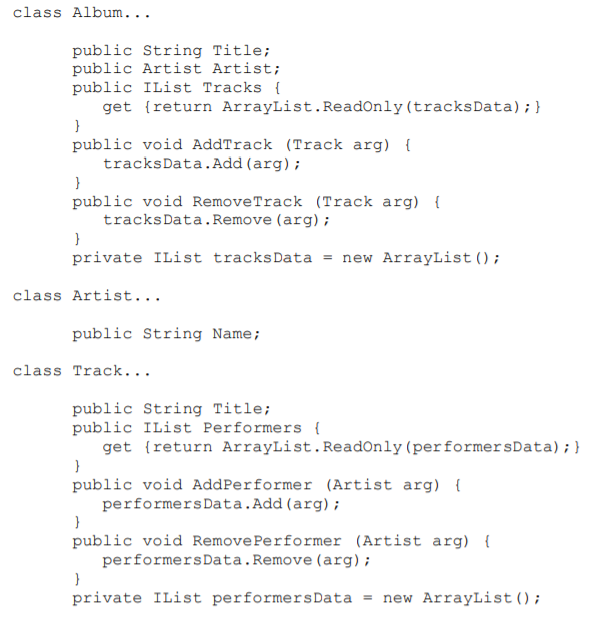 class Album...
public String Title;
public Artist Artist;
public IList Tracks {
get {return ArrayList.ReadOnly(tracksData);}
}
public void AddTrack (Track arg) {
tracksData.Add(arg);
}
public void RemoveTrack (Track arg) {
tracksData.Remove(arg);
}
private IList tracksData = new ArrayList();
class Artist...
public String Name;
class Track...
public String Title;
public IList Performers {
get {return ArrayList.ReadOnly(performersData);}
}
public void AddPerformer (Artist arg) {
performersData.Add(arg);
}
public void RemovePerformer (Artist arg) {
performersData.Remove(arg);
}
private IList performersData = new ArrayList();